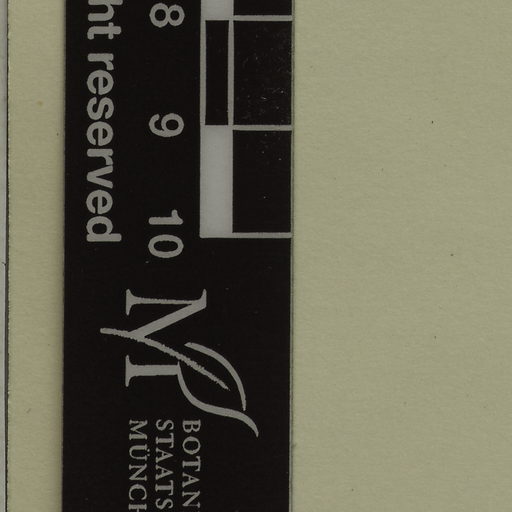 ht reserved
8
9
10
M
BOTAN
STAATS
MÜNCH